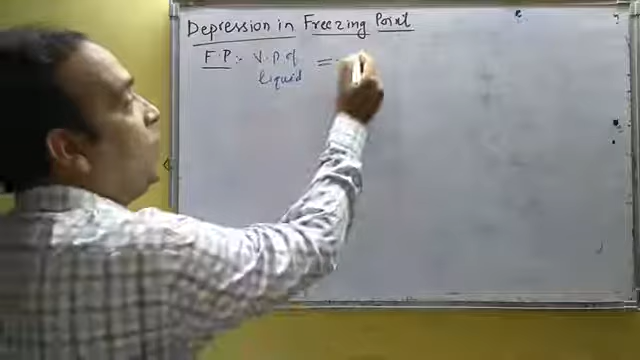 Depression in Freezing Point
F.P :- V.P. of =
liquid